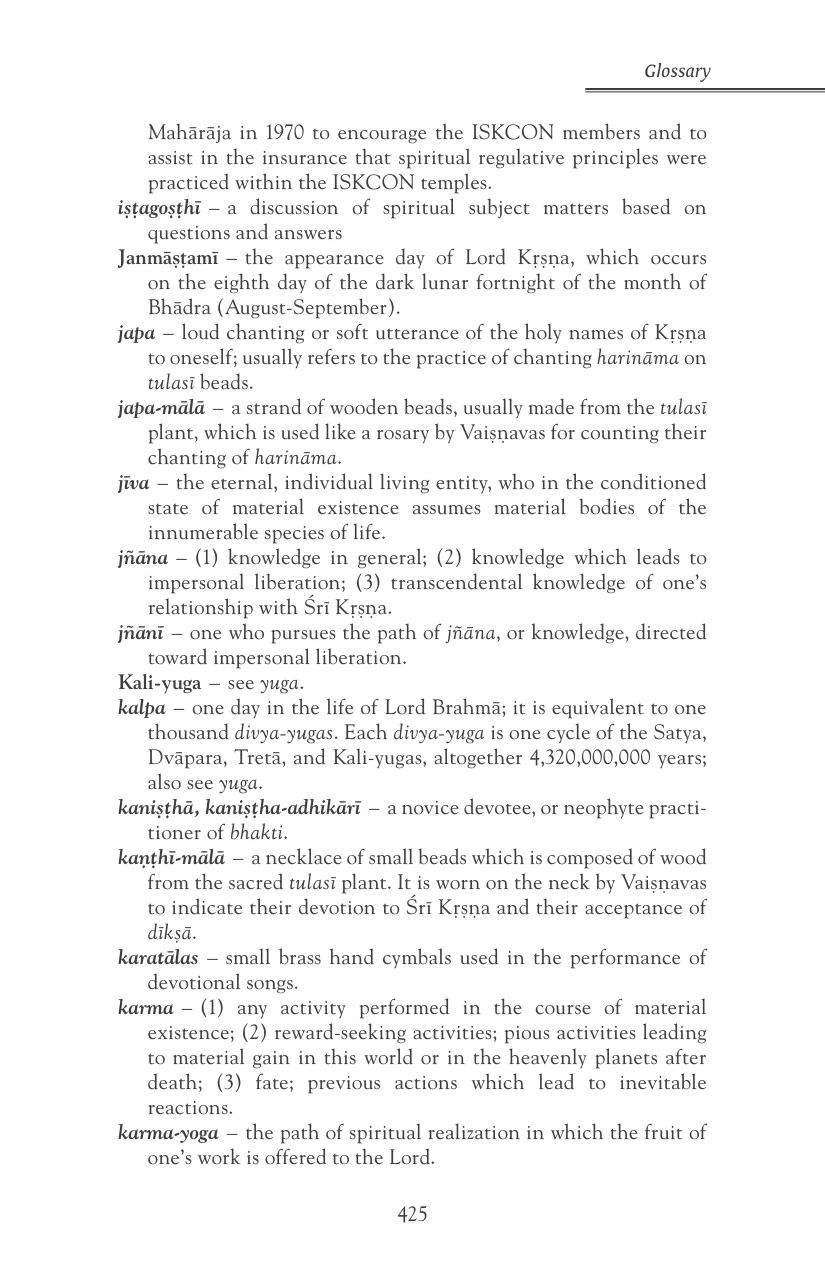 Glossary
Mahārāja in 1970 to encourage the ISKCON members and to
assist in the insurance that spiritual regulative principles were
practiced within the ISKCON temples.
iṣṭagoṣṭhī – a discussion of spiritual subject matters based on
questions and answers
Janmāṣṭamī – the appearance day of Lord Kṛṣṇa, which occurs
on the eighth day of the dark lunar fortnight of the month of
Bhādra (August-September).
japa – loud chanting or soft utterance of the holy names of Kṛṣṇa
to oneself; usually refers to the practice of chanting harināma on
tulasī beads.
japa-mālā – a strand of wooden beads, usually made from the tulasī
plant, which is used like a rosary by Vaiṣṇavas for counting their
chanting of harināma.
jīva – the eternal, individual living entity, who in the conditioned
state of material existence assumes material bodies of the
innumerable species of life.
jñāna – (1) knowledge in general; (2) knowledge which leads to
impersonal liberation; (3) transcendental knowledge of one’s
relationship with Śrī Kṛṣṇa.
jñānī – one who pursues the path of jñāna, or knowledge, directed
toward impersonal liberation.
Kali-yuga – see yuga.
kalpa – one day in the life of Lord Brahmā; it is equivalent to one
thousand divya-yugas. Each divya-yuga is one cycle of the Satya,
Dvāpara, Tretā, and Kali-yugas, altogether 4,320,000,000 years;
also see yuga.
kaniṣṭhā, kaniṣṭha-adhikārī – a novice devotee, or neophyte practi-
tioner of bhakti.
kaṇṭhī-mālā – a necklace of small beads which is composed of wood
from the sacred tulasī plant. It is worn on the neck by Vaiṣṇavas
to indicate their devotion to Śrī Kṛṣṇa and their acceptance of
dīkṣā.
karatālas – small brass hand cymbals used in the performance of
devotional songs.
karma – (1) any activity performed in the course of material
existence; (2) reward-seeking activities; pious activities leading
to material gain in this world or in the heavenly planets after
death; (3) fate; previous actions which lead to inevitable
reactions.
karma-yoga – the path of spiritual realization in which the fruit of
one’s work is offered to the Lord.
425